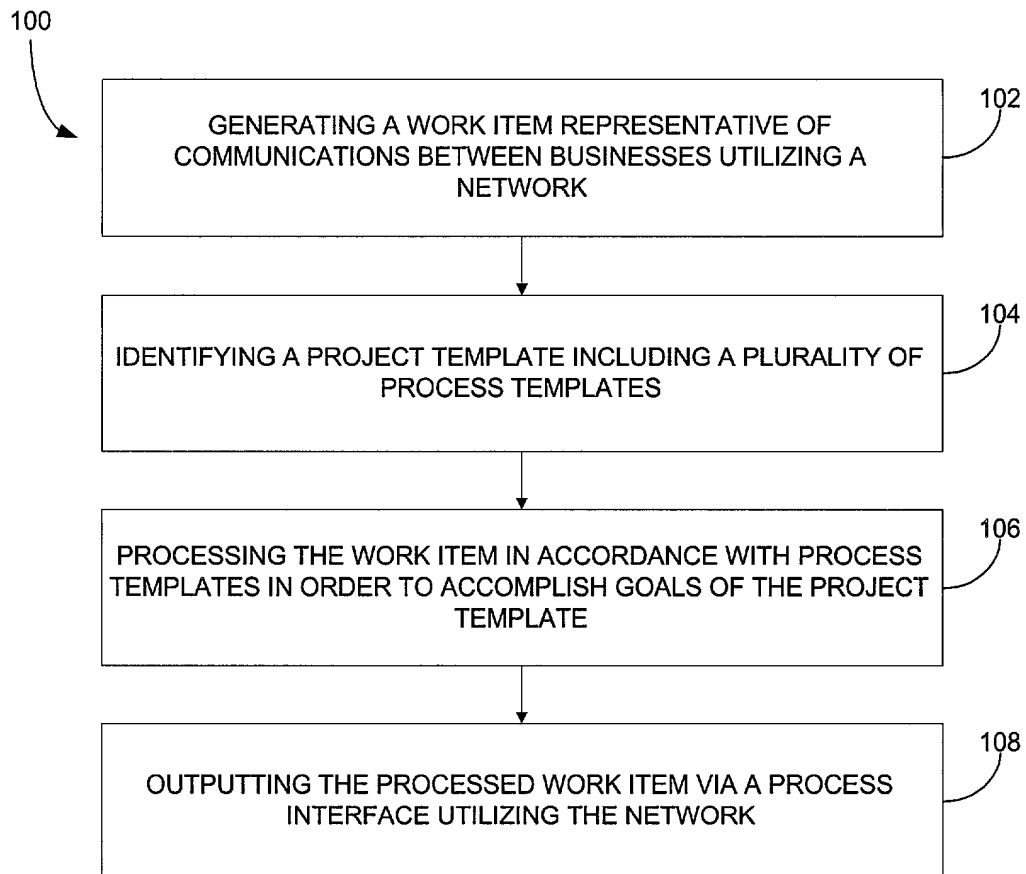 100
GENERATING A WORK ITEM REPRESENTATIVE OF
COMMUNICATIONS BETWEEN BUSINESSES UTILIZING A
NETWORK
102
IDENTIFYING A PROJECT TEMPLATE INCLUDING A PLURALITY OF
PROCESS TEMPLATES
104
PROCESSING THE WORK ITEM IN ACCORDANCE WITH PROCESS
TEMPLATES IN ORDER TO ACCOMPLISH GOALS OF THE PROJECT
TEMPLATE
106
OUTPUTTING THE PROCESSED WORK ITEM VIA A PROCESS
INTERFACE UTILIZING THE NETWORK
108